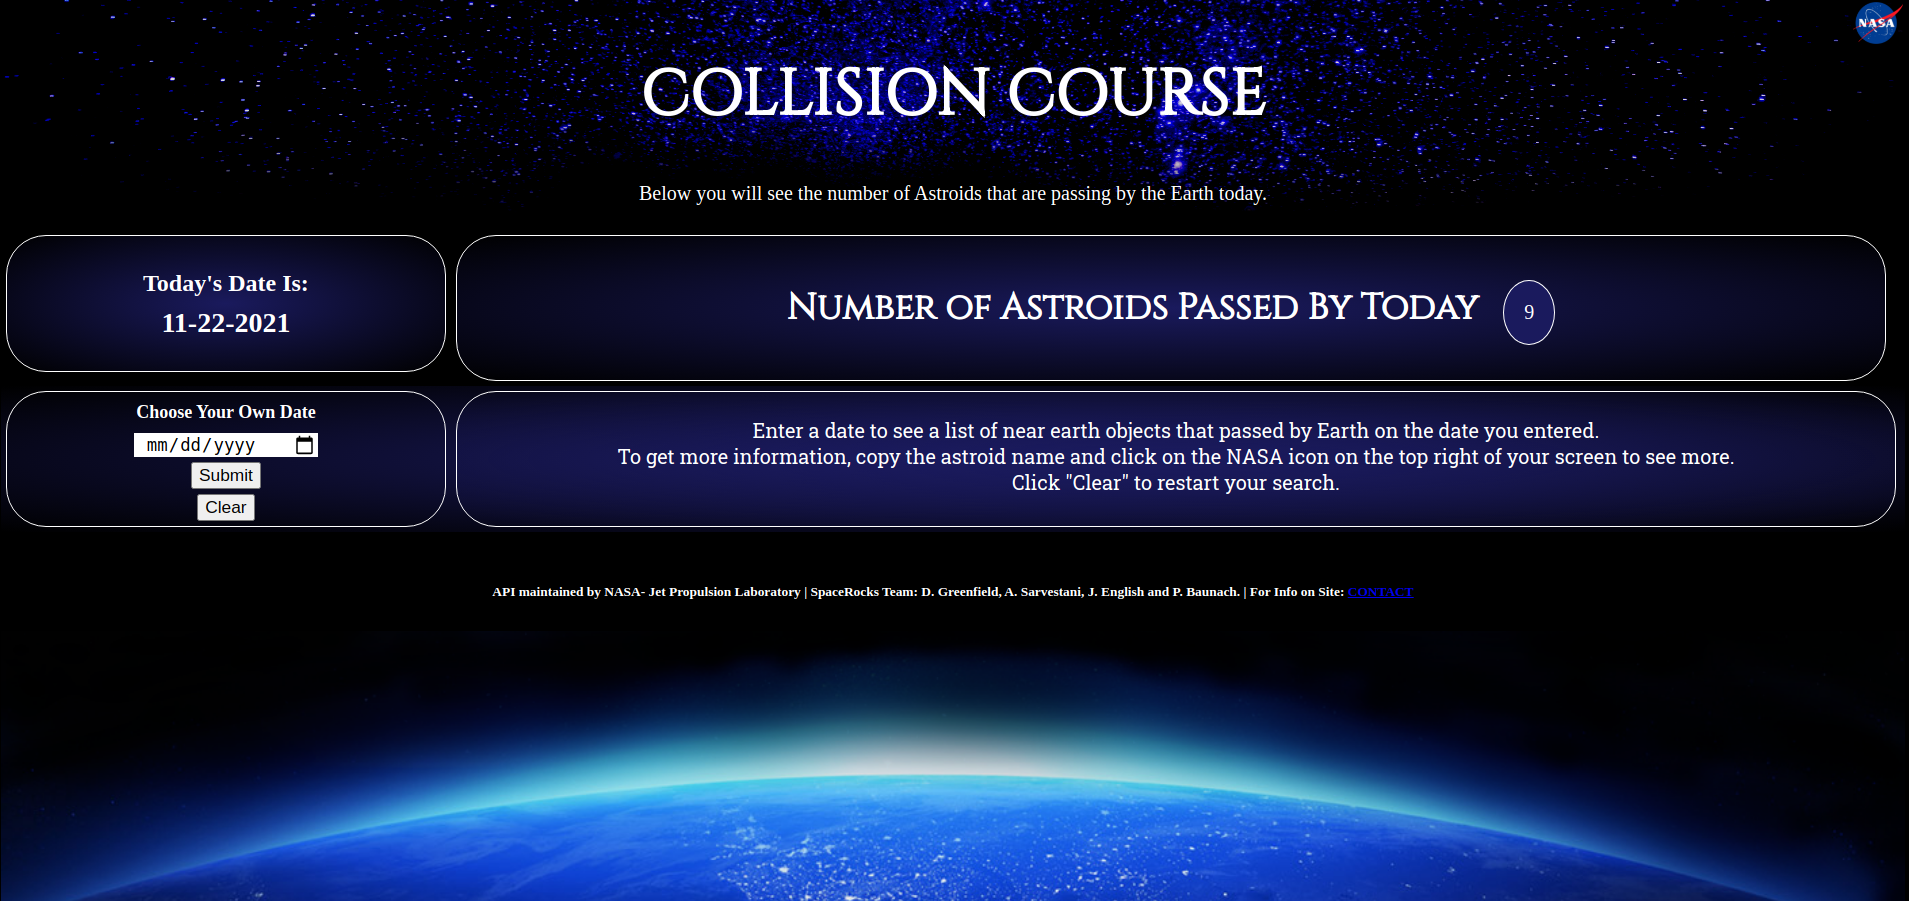 NASA
COLLISION COURSE
Below you will see the number of Astroids that are passing by the Earth today.
Today's Date Is:
11-22-2021
Number of Astroids Passed By Today 9
Choose Your Own Date
mm/dd/yyyy
Submit
Clear
Enter a date to see a list of near earth objects that passed by Earth on the date you entered.
To get more information, copy the astroid name and click on the NASA icon on the top right of your screen to see more.
Click "Clear" to restart your search.
API maintained by NASA- Jet Propulsion Laboratory | SpaceRocks Team: D. Greenfield, A. Sarvestani, J. English and P. Baunach. | For Info on Site: CONTACT